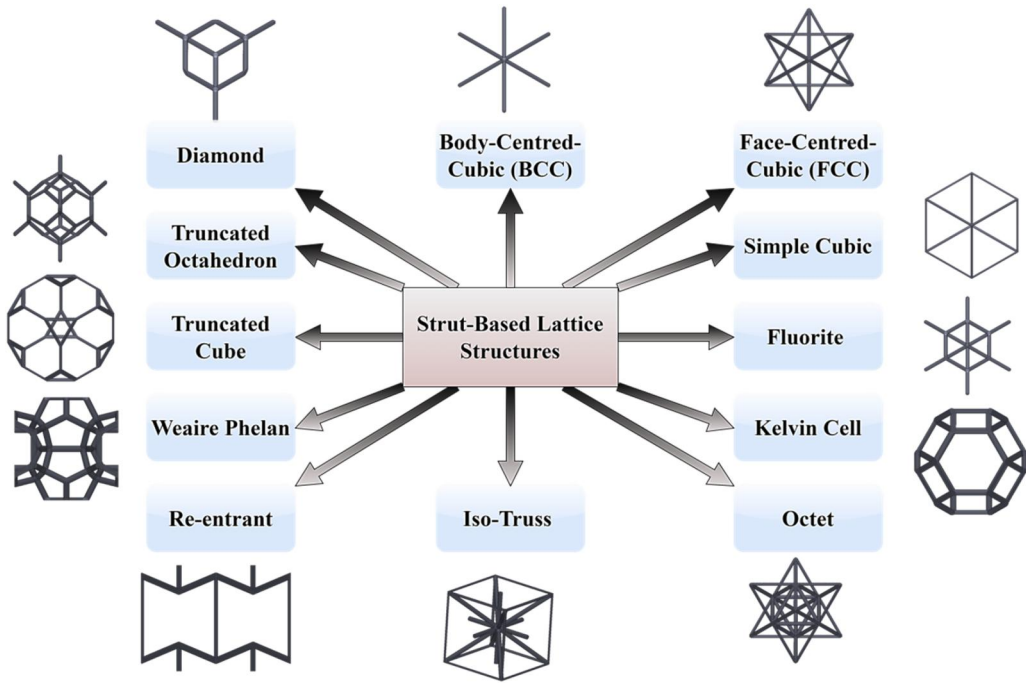 Diamond
Body-Centred-
Cubic (BCC)
Face-Centred-
Cubic (FCC)
Truncated
Octahedron
Simple Cubic
Truncated
Cube
Strut-Based Lattice
Structures
Fluorite
Weaire Phelan
Kelvin Cell
Re-entrant
Iso-Truss
Octet